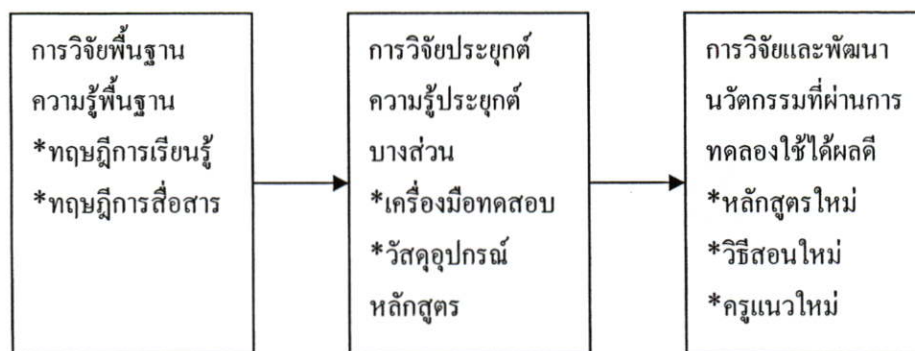 การวิจัยพื้นฐาน
ความรู้พื้นฐาน
*ทฤษฎีการเรียนรู้
*ทฤษฎีการสื่อสาร
การวิจัยประยุกต์
ความรู้ประยุกต์
บางส่วน
*เครื่องมือทดสอบ
*วัสดุอุปกรณ์
หลักสูตร
การวิจัยและพัฒนา
นวัตกรรมที่ผ่านการ
ทดลองใช้ได้ผลดี
*หลักสูตรใหม่
*วิธีสอนใหม่
*ครูแนวใหม่